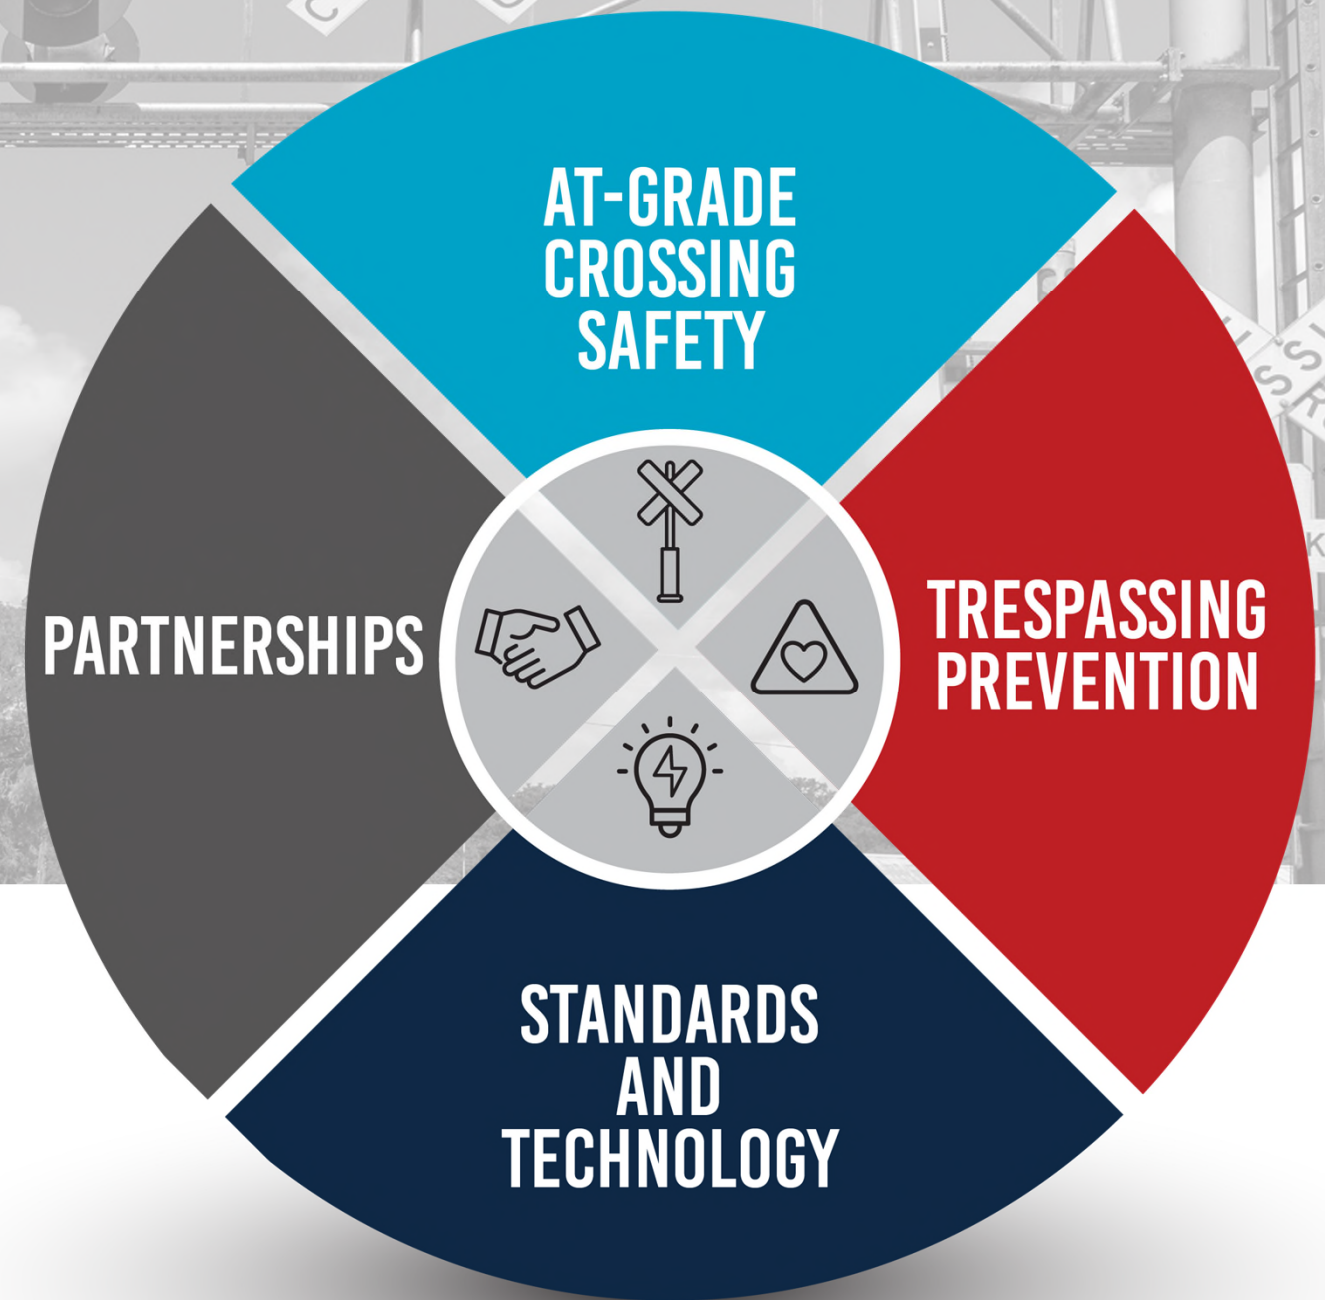 AT-GRADE
CROSSING
SAFETY
PARTNERSHIPS
TRESPASSING
PREVENTION
STANDARDS
AND
TECHNOLOGY